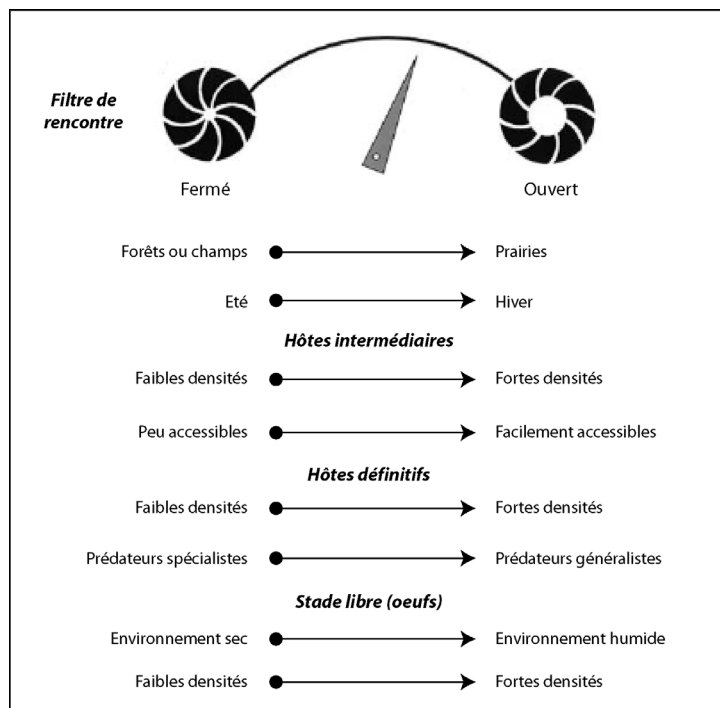 Filtre de
rencontre
Fermé
Ouvert
Forêts ou champs
Prairies
Eté
Hiver
Hôtes intermédiaires
Faibles densités
Fortes densités
Peu accessibles
Facilement accessibles
Hôtes définitifs
Faibles densités
Fortes densités
Prédateurs spécialistes
Prédateurs généralistes
Stade libre (oeufs)
Environnement sec
Environnement humide
Faibles densités
Fortes densités